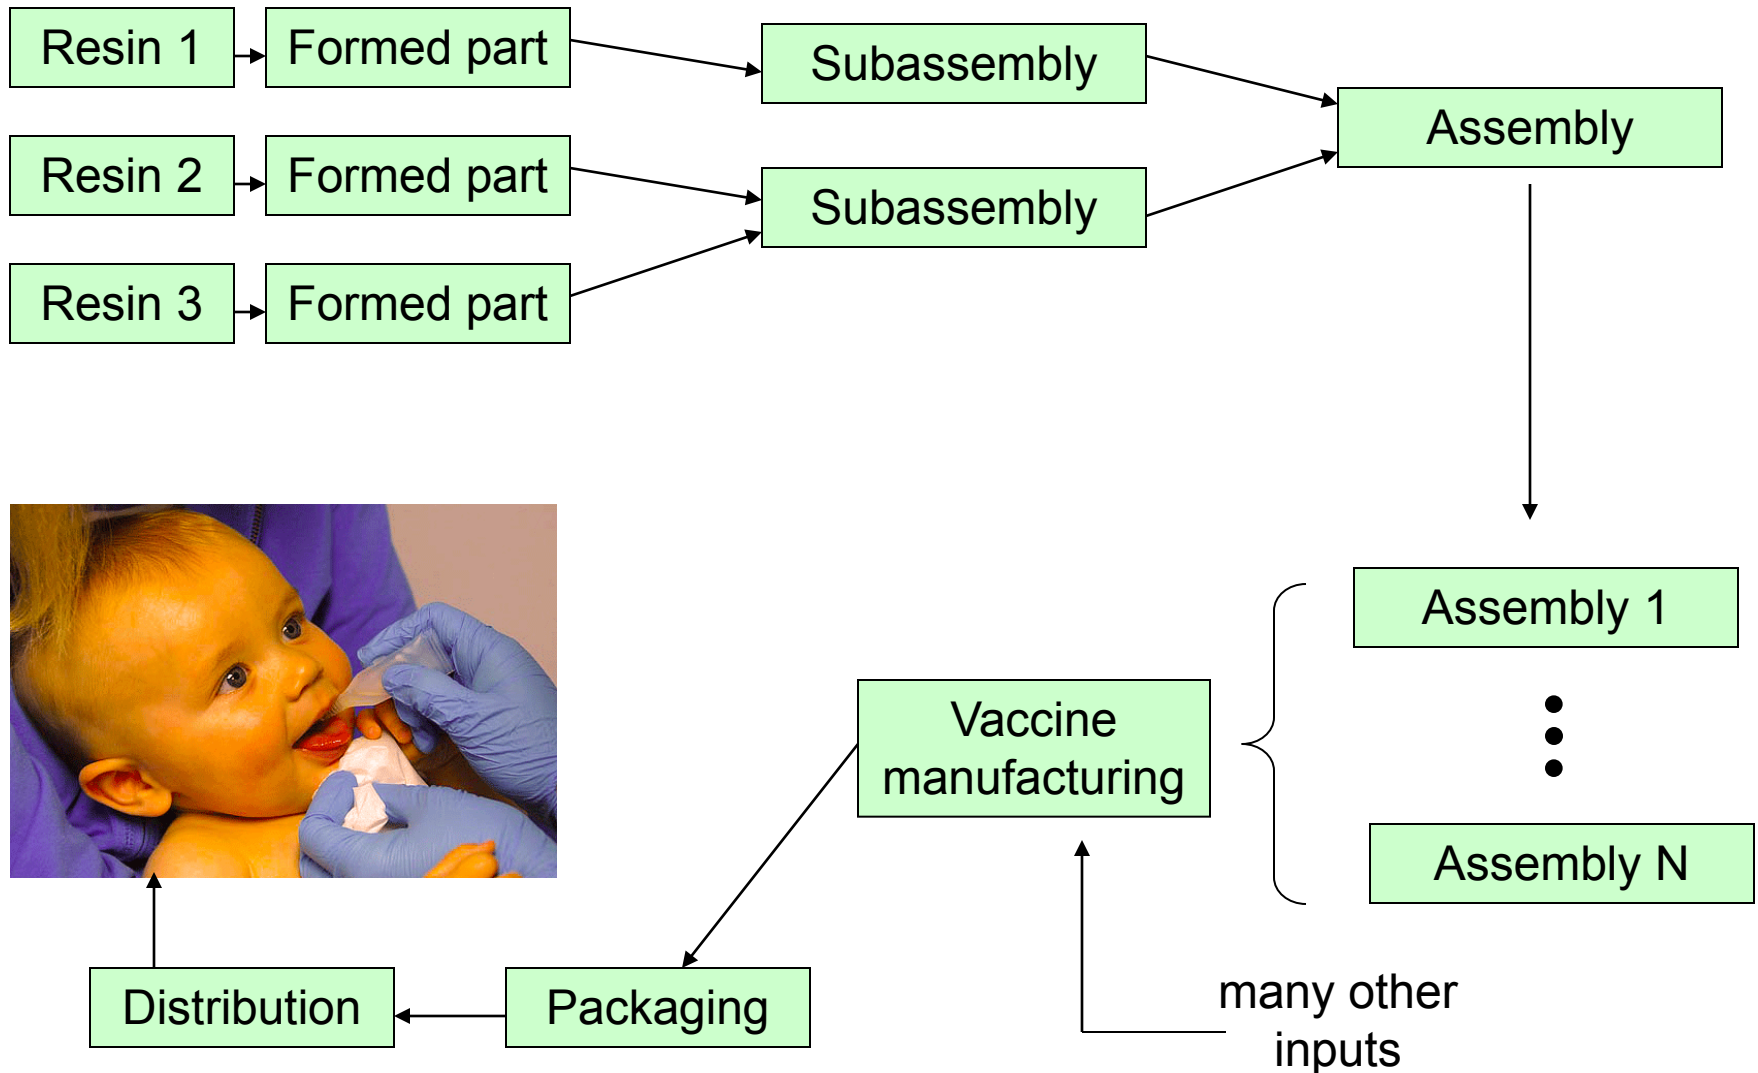 Resin 1
Formed part
Subassembly
Assembly
Resin 2
Formed part
Subassembly
Resin 3
Formed part
Assembly 1
Vaccine
manufacturing
Assembly N
Distribution
Packaging
many other
inputs